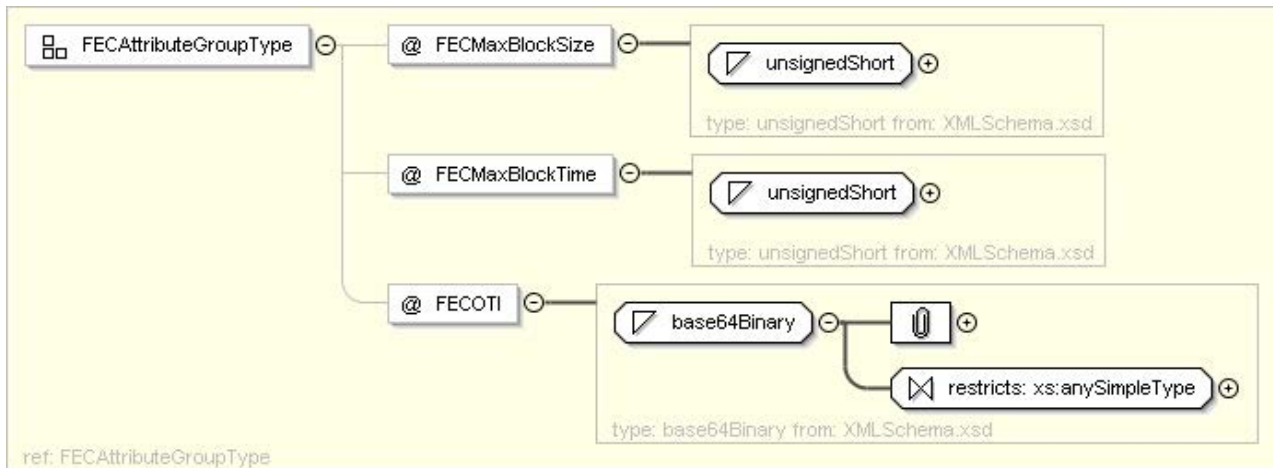 FECAttributeGroupType
@ FECMaxBlockSize
unsignedShort
type: unsignedShort from: XMLSchema.xsd
@ FECMaxBlockTime
unsignedShort
type: unsignedShort from: XMLSchema.xsd
@ FECOTI
base64Binary
restricts: xs:anySimpleType
type: base64Binary from: XMLSchema.xsd
ref: FECAttributeGroupType